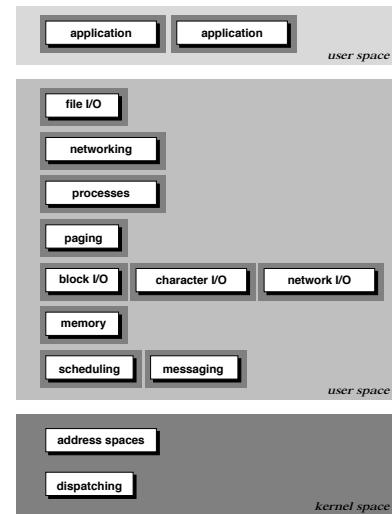 application application
user space
file I/O
networking
processes
paging
block I/O character I/O network I/O
memory
scheduling messaging
user space
address spaces
dispatching
kernel space